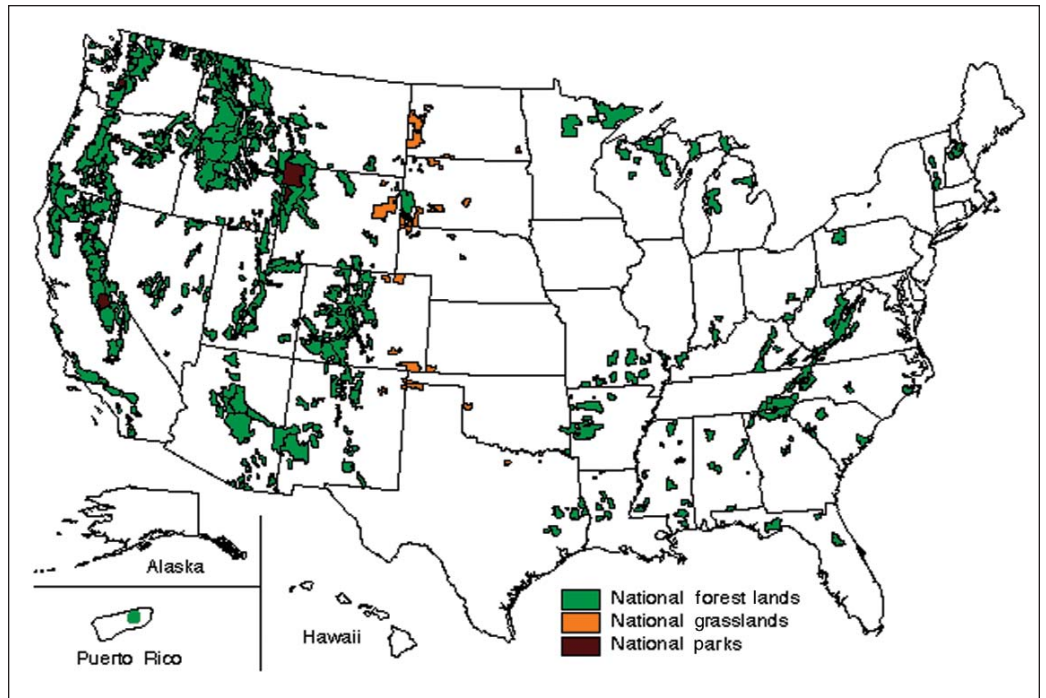 Alaska
Puerto Rico
Hawaii
National forest lands
National grasslands
National parks